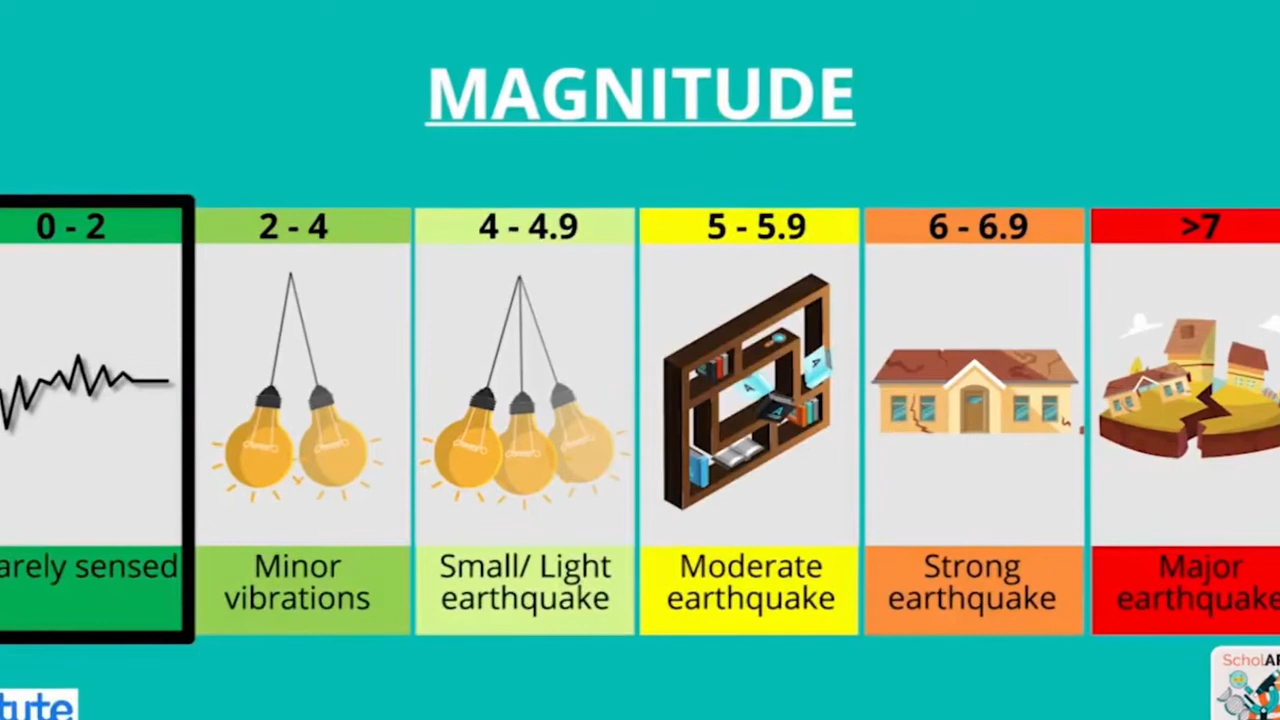 MAGNITUDE
0 - 2
2 - 4
4 - 4.9
5 - 5.9
6 - 6.9
>7
arely sensed
Minor
vibrations
Small/ Light
earthquake
Moderate
earthquake
Strong
earthquake
Major
earthquake
tute
ScholAR